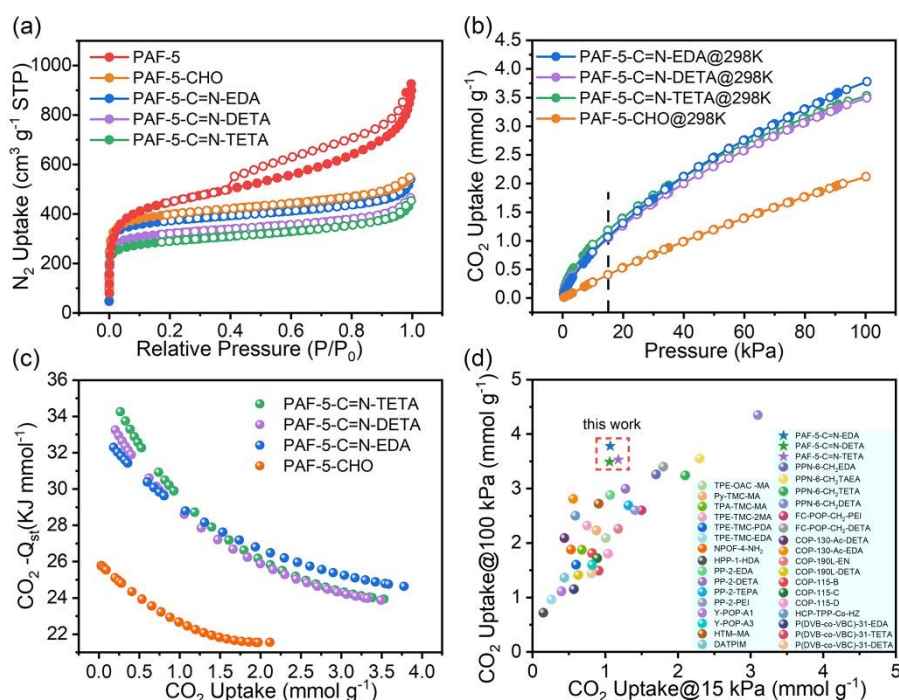 (a)
1000
800
600
400
200
0
N₂ Uptake (cm³ g⁻¹ STP)
PAF-5
PAF-5-CHO
PAF-5-C=N-EDA
PAF-5-C=N-DETA
PAF-5-C=N-TETA
0.0 0.2 0.4 0.6 0.8 1.0
Relative Pressure (P/P₀)
(b)
4.5
4.0
3.5
3.0
2.5
2.0
1.5
1.0
0.5
0.0
CO₂ Uptake (mmol g⁻¹)
PAF-5-C=N-EDA@298K
PAF-5-C=N-DETA@298K
PAF-5-C=N-TETA@298K
PAF-5-CHO@298K
0 20 40 60 80 100
Pressure (kPa)
(c)
36
34
32
30
28
26
24
22
CO₂ -Qst(KJ mmol⁻¹)
PAF-5-C=N-TETA
PAF-5-C=N-DETA
PAF-5-C=N-EDA
PAF-5-CHO
0.0 0.5 1.0 1.5 2.0 2.5 3.0 3.5 4.0
CO₂ Uptake (mmol g⁻¹)
(d)
5
4
3
2
1
0
CO₂ Uptake@100 kPa (mmol g⁻¹)
this work
TPE-OAC -MA
Py-TMC-MA
TPA-TMC-MA
TPE-TMC-2MA
TPE-TMC-PDA
TPE-TMC-EDA
NPOF-4-NH₂
HPP-1-HDA
PP-2-EDA
PP-2-DETA
PP-2-TEPA
PP-2-PEI
Y-POP-A1
Y-POP-A3
HTM-MA
DATPIM
PAF-5-C=N-EDA
PAF-5-C=N-DETA
PAF-5-C=N-TETA
PPN-6-CH₂EDA
PPN-6-CH₂TAEA
PPN-6-CH₂TETA
PPN-6-CH₂DETA
FC-POP-CH₂-PEI
FC-POP-CH₂-DETA
COP-130-Ac-DETA
COP-130-Ac-EDA
COP-190L-EN
COP-190L-DETA
COP-115-B
COP-115-C
COP-115-D
HCP-TPP-Co-HZ
P(DVB-co-VBC)-31-EDA
P(DVB-co-VBC)-31-TETA
P(DVB-co-VBC)-31-DETA
0 1 2 3 4 5
CO₂ Uptake@15 kPa (mmol g⁻¹)